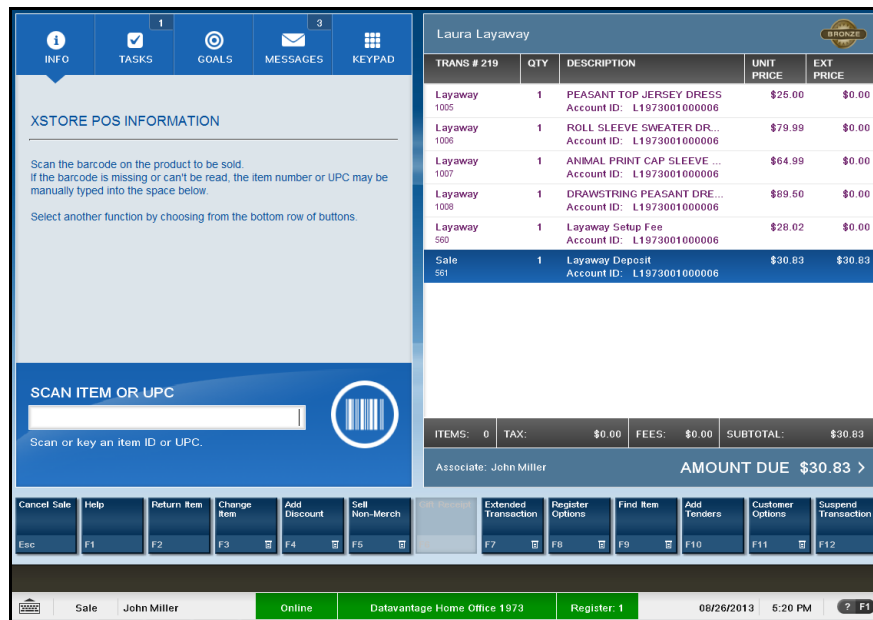 1
3
INFO
TASKS
GOALS
MESSAGES
KEYPAD
XSTORE POS INFORMATION
Scan the barcode on the product to be sold.
If the barcode is missing or can't be read, the item number or UPC may be
manually typed into the space below.
Select another function by choosing from the bottom row of buttons.
SCAN ITEM OR UPC
Scan or key an item ID or UPC.
Laura Layaway
BRONZE
TRANS # 219 QTY DESCRIPTION UNIT PRICE EXT PRICE
Layaway 1 PEASANT TOP JERSEY DRESS $25.00 $0.00
1005 Account ID: L1973001000006
Layaway 1 ROLL SLEEVE SWEATER DR... $79.99 $0.00
1006 Account ID: L1973001000006
Layaway 1 ANIMAL PRINT CAP SLEEVE ... $64.99 $0.00
1007 Account ID: L1973001000006
Layaway 1 DRAWSTRING PEASANT DRE... $89.50 $0.00
1008 Account ID: L1973001000006
Layaway 1 Layaway Setup Fee $28.02 $0.00
560 Account ID: L1973001000006
Sale 1 Layaway Deposit $30.83 $30.83
561 Account ID: L1973001000006
ITEMS: 0 TAX: $0.00 FEES: $0.00 SUBTOTAL: $30.83
Associate: John Miller AMOUNT DUE $30.83 >
Cancel Sale
Esc
Help
F1
Return Item
F2
Change
Item
F3
Add
Discount
F4
Sell
Non-Merch
F5
Gift Receipt
Extended
Transaction
F7
Register
Options
F8
Find Item
F9
Add
Tenders
F10
Customer
Options
F11
Suspend
Transaction
F12
Sale John Miller Online Datavantage Home Office 1973 Register: 1 08/26/2013 5:20 PM ? F1